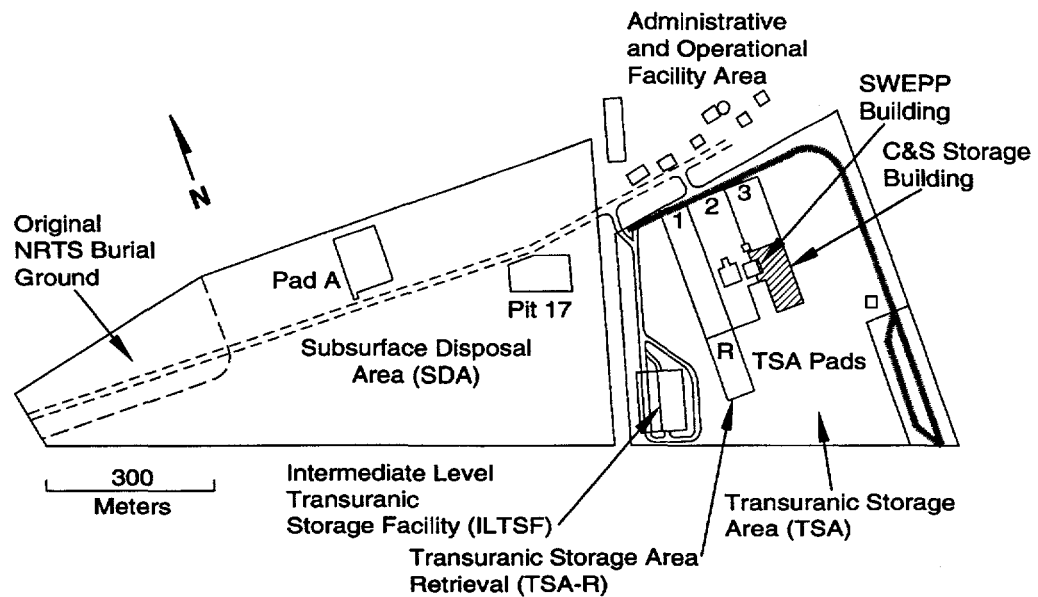 Administrative
and Operational
Facility Area
SWEPP
Building
C&S Storage
Building
N
Original
NRTS Burial
Ground
Pad A
Pit 17
1
2
3
Subsurface Disposal
Area (SDA)
R
TSA Pads
300
Meters
Intermediate Level
Transuranic
Storage Facility (ILTSF)
Transuranic Storage Area
Retrieval (TSA-R)
Transuranic Storage
Area (TSA)